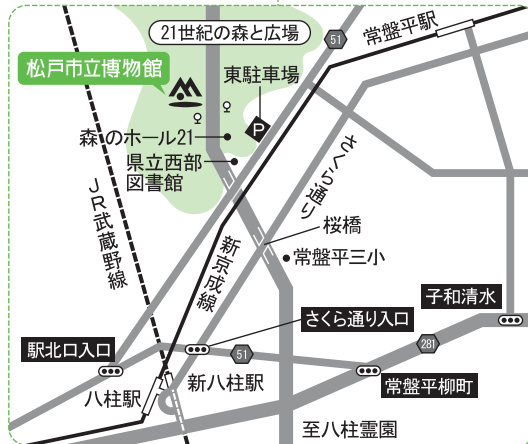 21世紀の森と広場
51
常盤平駅
松戸市立博物館
東駐車場
P
森のホール21
県立西部
図書館
さくら通り
JR武蔵野線
新京成線
桜橋
常盤平三小
子和清水
さくら通り入口
281
駅北口入口
51
八柱駅
新八柱駅
常盤平柳町
至八柱霊園